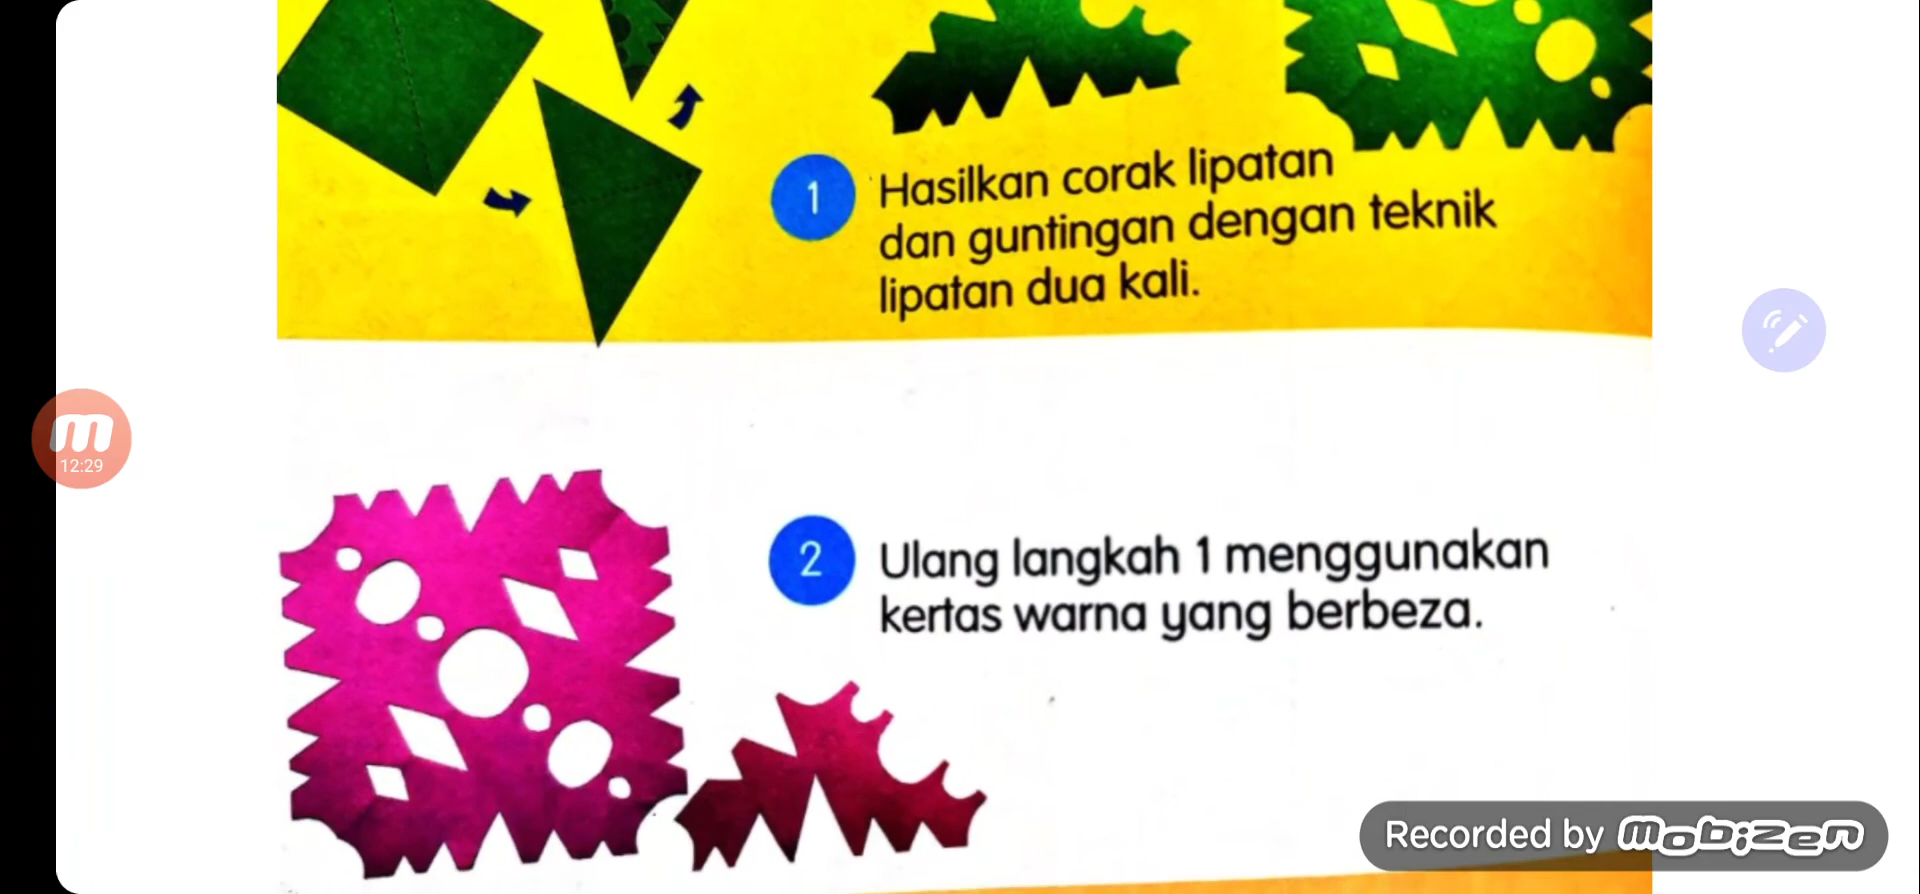 1
Hasilkan corak lipatan
dan guntingan dengan teknik
lipatan dua kali.
m
12:29
2
Ulang langkah 1 menggunakan
kertas warna yang berbeza.
Recorded by mobizen